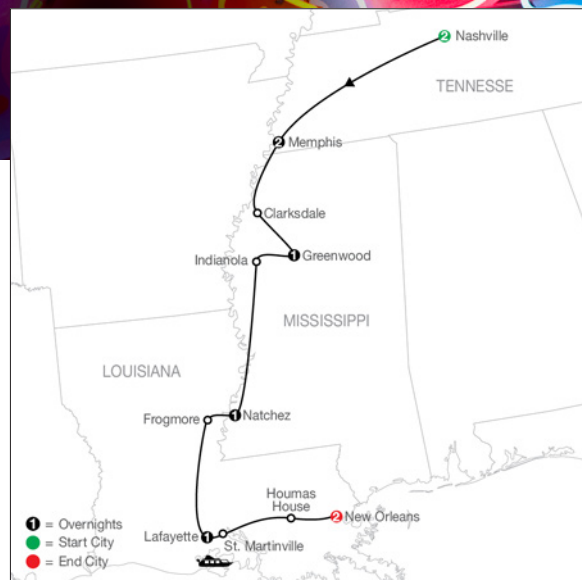 2 Nashville
TENNESSE
2 Memphis
Clarksdale
Indianola
1 Greenwood
MISSISSIPPI
LOUISIANA
Frogmore
1 Natchez
Houmas
House
2 New Orleans
Lafayette 1
St. Martinville
1 = Overnights
= Start City
= End City